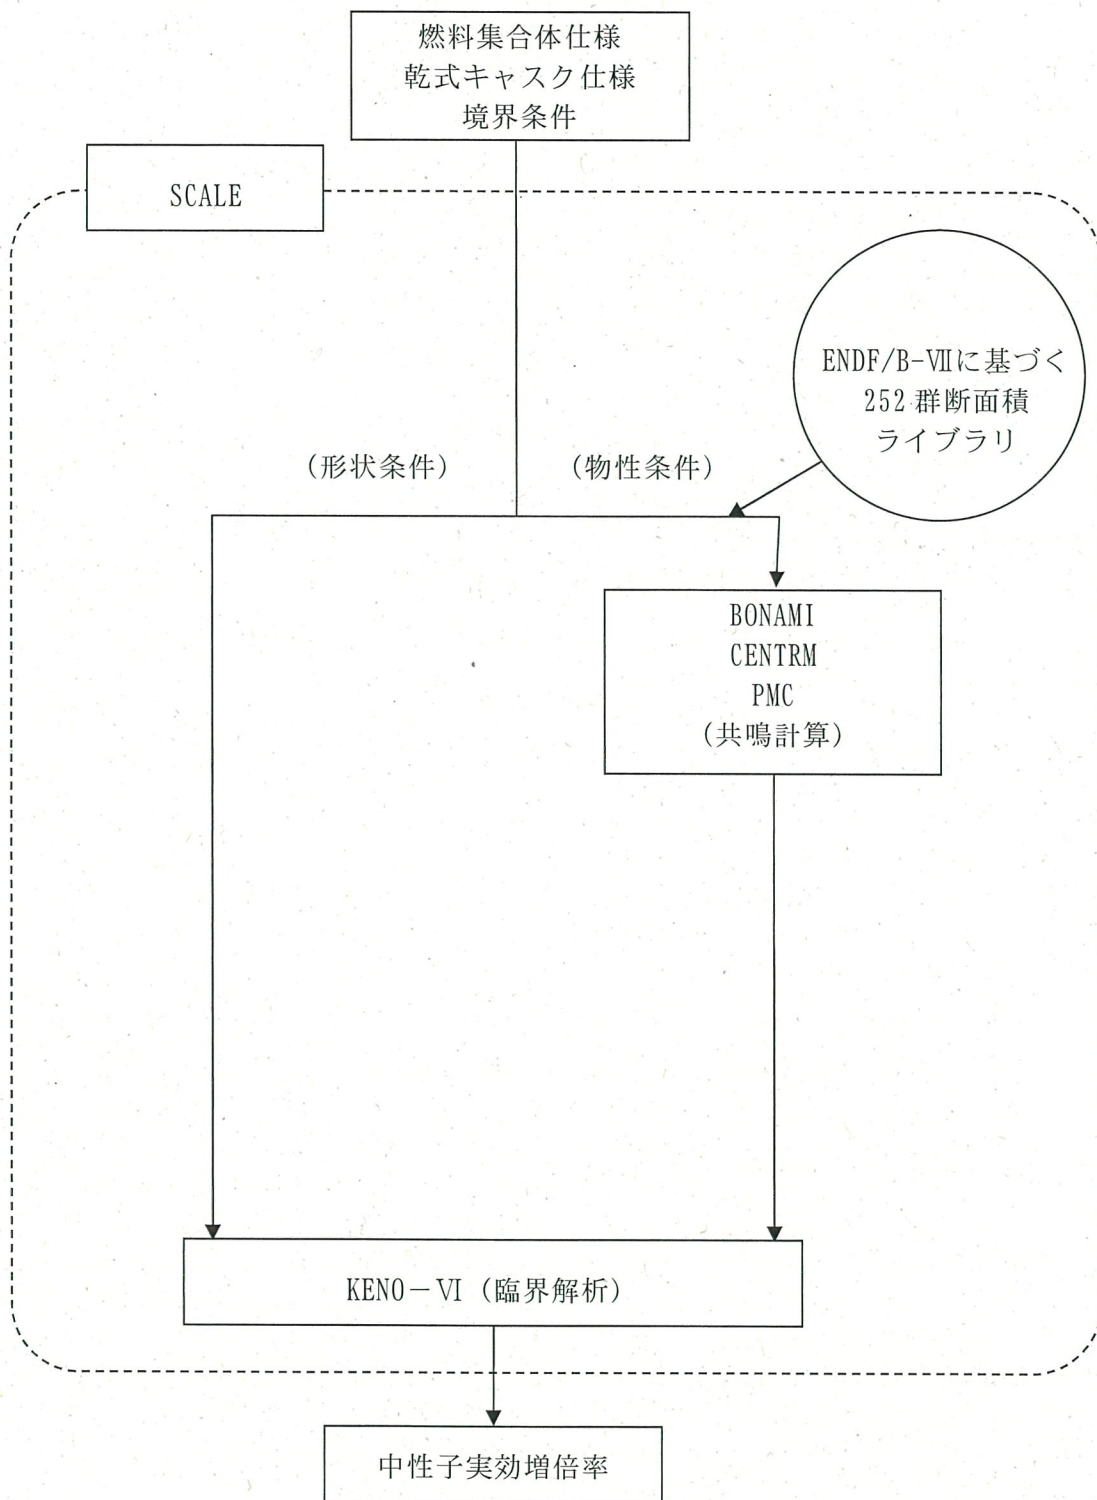 燃料集合体仕様
乾式キャスク仕様
境界条件
SCALE
ENDF/B-Ⅶに基づく
252群断面積
ライブラリ
（形状条件）
（物性条件）
BONAMI
CENTRM
PMC
（共鳴計算）
KENO－Ⅵ（臨界解析）
中性子実効増倍率